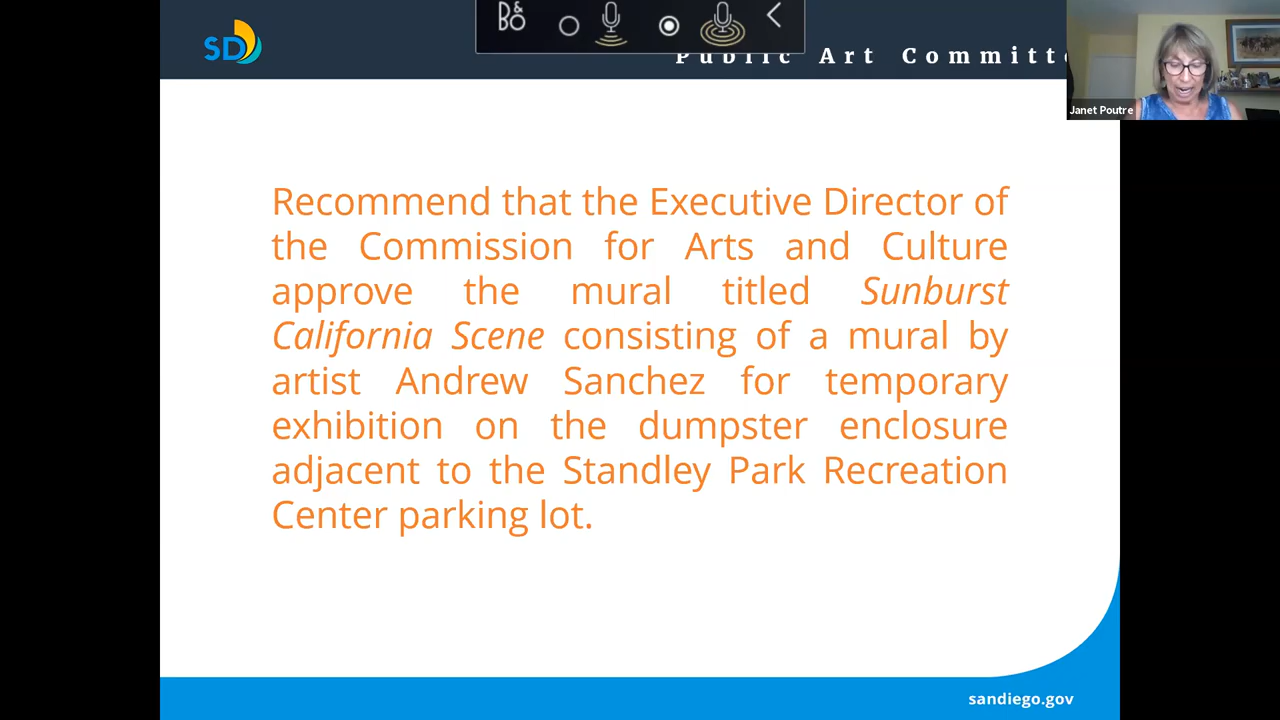 SD
Public Art Committe
Janet Poutre
Recommend that the Executive Director of
the Commission for Arts and Culture
approve the mural titled Sunburst
California Scene consisting of a mural by
artist Andrew Sanchez for temporary
exhibition on the dumpster enclosure
adjacent to the Standley Park Recreation
Center parking lot.
sandiego.gov